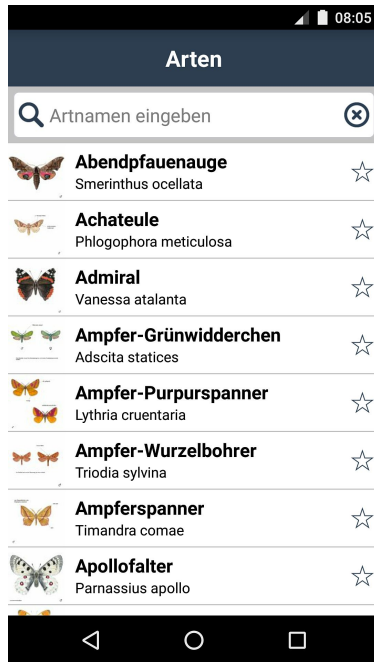 08:05
Arten
Artnamen eingeben
Abendpfauenauge
Smerinthus ocellata
Achateule
Phlogophora meticulosa
Admiral
Vanessa atalanta
Ampfer-Grünwidderchen
Adscita statices
Ampfer-Purpurspanner
Lythria cruentaria
Ampfer-Wurzelbohrer
Triodia sylvina
Ampferspanner
Timandra comae
Apollofalter
Parnassius apollo